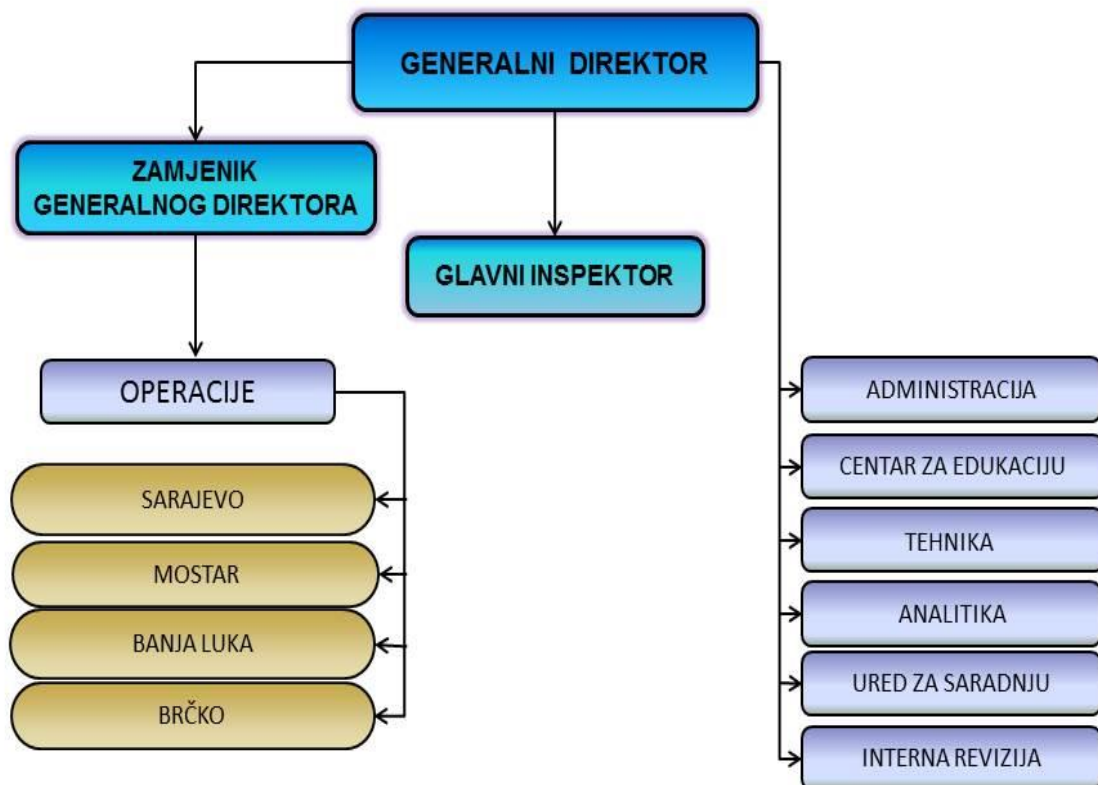 GENERALNI DIREKTOR
ZAMJENIK
GENERALNOG DIREKTORA
GLAVNI INSPEKTOR
OPERACIJE
SARAJEVO
MOSTAR
BANJA LUKA
BRČKO
ADMINISTRACIJA
CENTAR ZA EDUKACIJU
TEHNIKA
ANALITIKA
URED ZA SARADNJU
INTERNA REVIZIJA